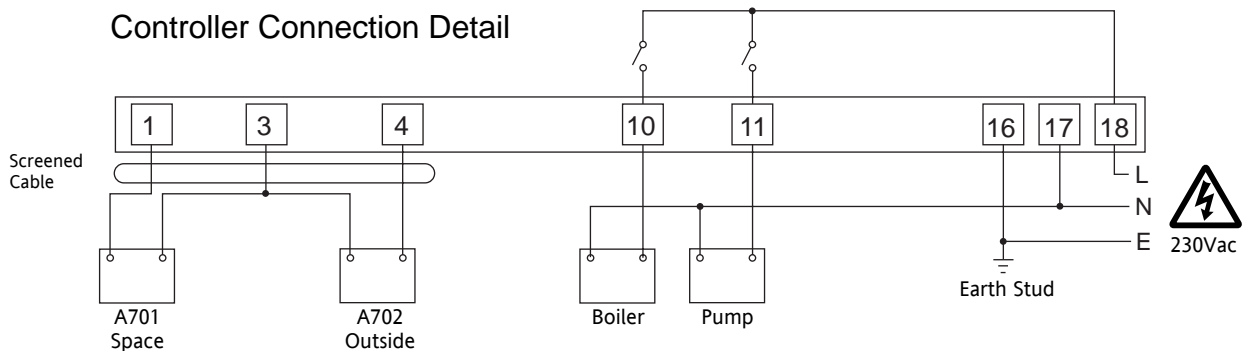 Controller Connection Detail
1 3 4 10 11 16 17 18
Screened
Cable
L
N
E
230Vac
Earth Stud
A701
Space
A702
Outside
Boiler
Pump